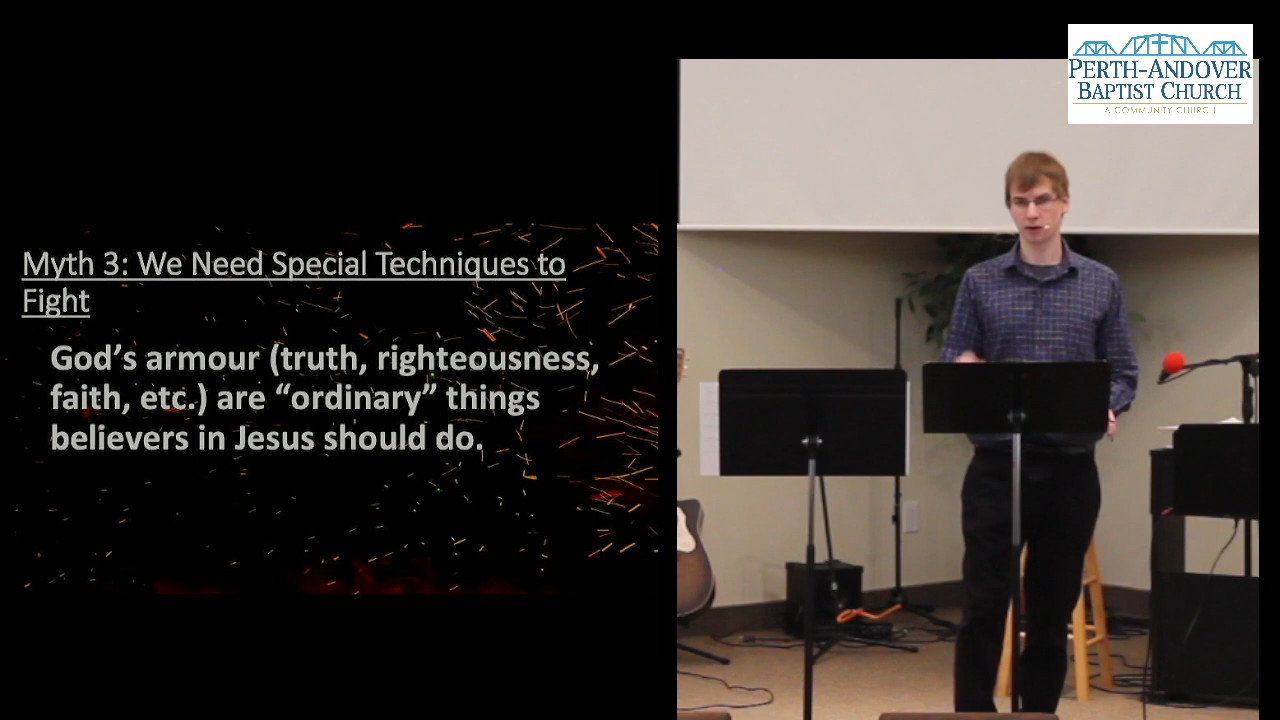 PERTH-ANDOVER
BAPTIST CHURCH
A COMMUNITY CHURCH
Myth 3: We Need Special Techniques to
Fight
God’s armour (truth, righteousness,
faith, etc.) are “ordinary” things
believers in Jesus should do.